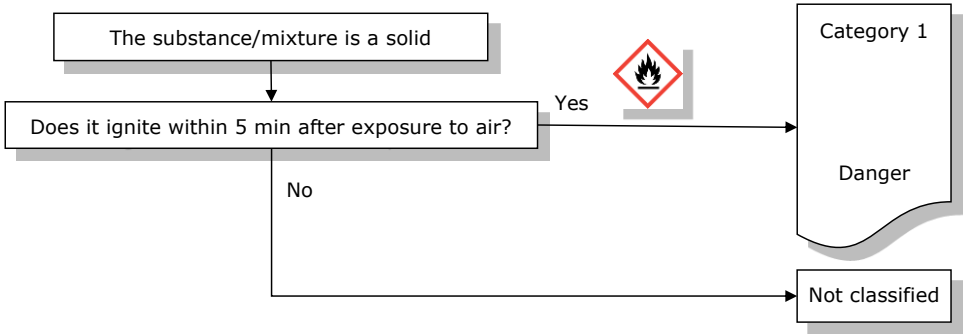 The substance/mixture is a solid
Category 1
Yes
Does it ignite within 5 min after exposure to air?
Danger
No
Not classified